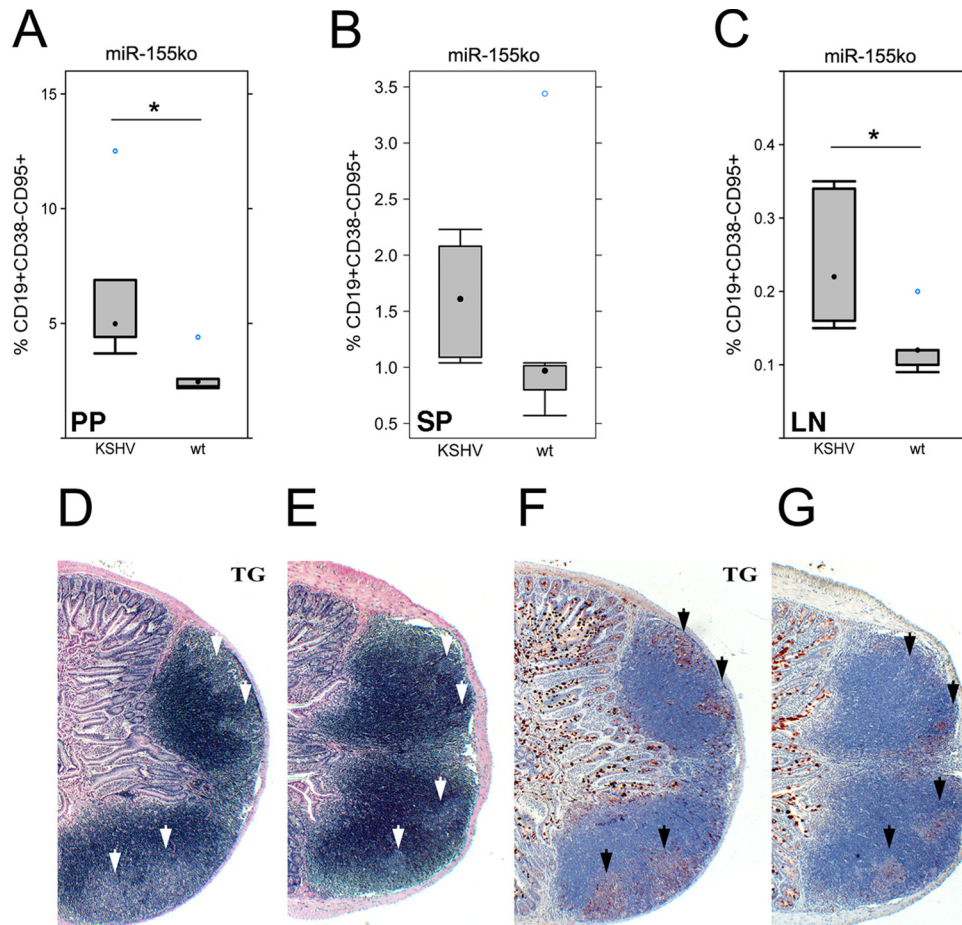 A
miR-155ko
% CD19+CD38-CD95+
15
10
5
*
PP
KSHV
wt
B
miR-155ko
% CD19+CD38-CD95+
3.5
3.0
2.5
2.0
1.5
1.0
0.5
SP
KSHV
wt
C
miR-155ko
% CD19+CD38-CD95+
0.4
0.3
0.2
0.1
*
LN
KSHV
wt
D
TG
E
F
TG
G